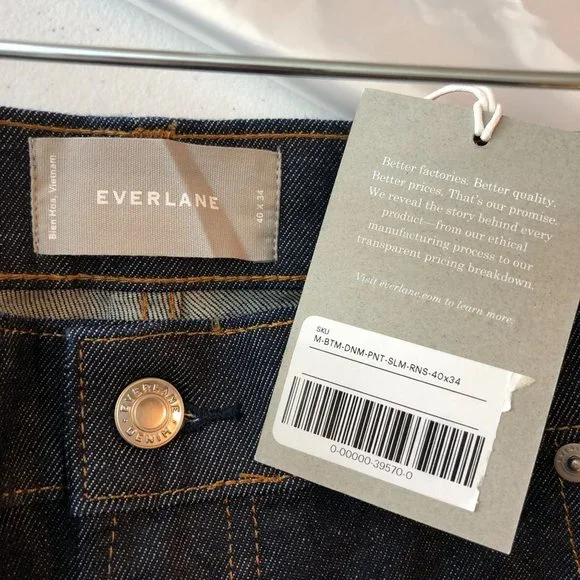 Bien Hoa, Vietnam
EVERLANE
40 x 34
Better factories. Better quality.
Better prices. That's our promise.
We reveal the story behind every
product—from our ethical
manufacturing process to our
transparent pricing breakdown.
Visit everlane.com to learn more.
SKU
M-BTM-DNM-PNT-SLM-RNS-40x34
0-00000-39570-0
EVERLANE
DENIM